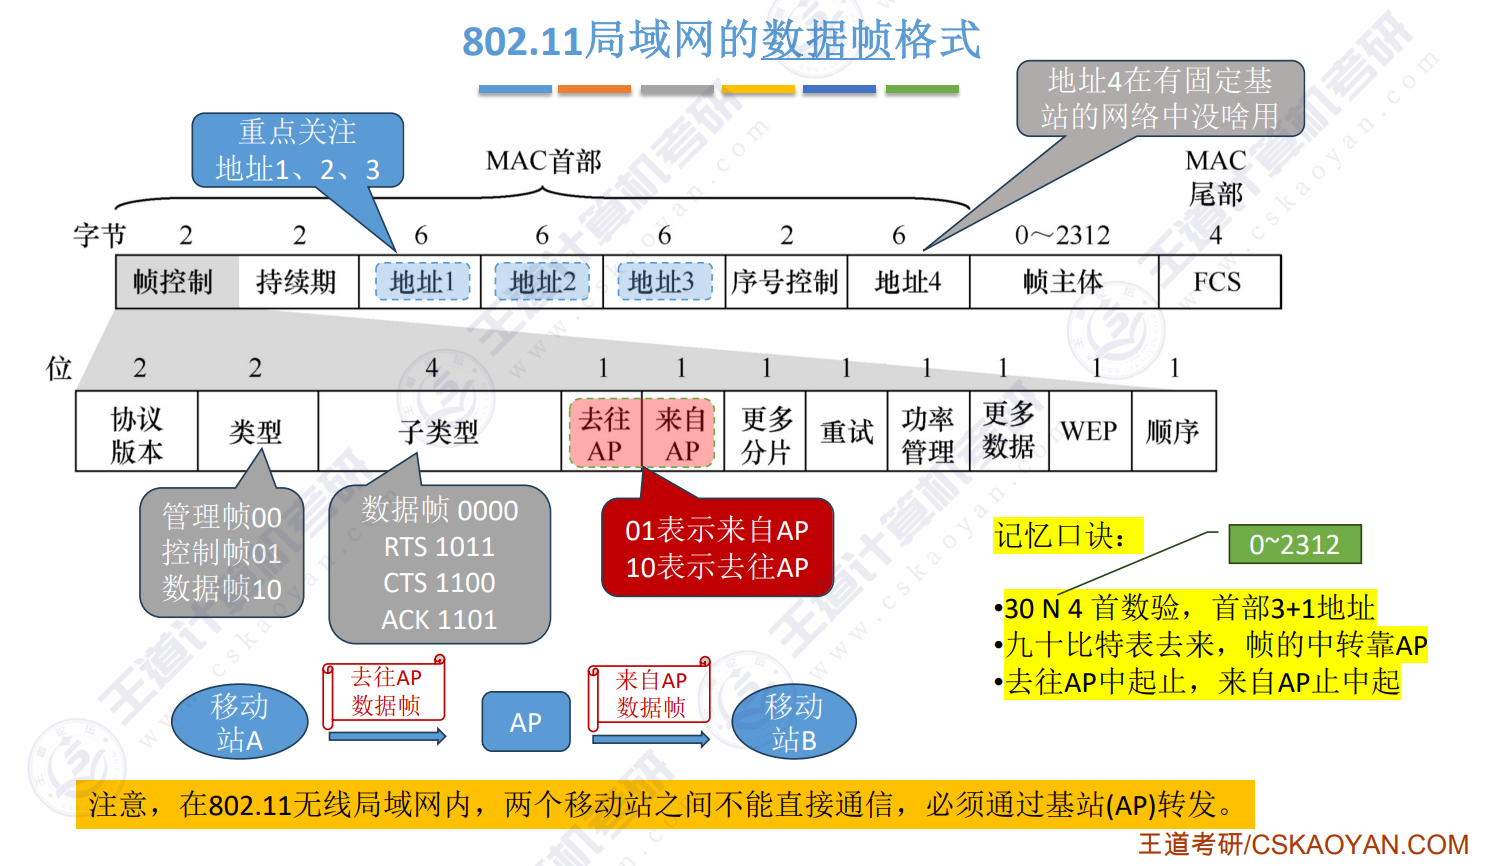 802.11局域网的数据帧格式
重点关注
地址1、2、3
地址4在有固定基
站的网络中没啥用
MAC首部
MAC
尾部
字节 2 2 6 6 6 2 6 0～2312 4
帧控制 持续期 地址1 地址2 地址3 序号控制 地址4 帧主体 FCS
位 2 2 4 1 1 1 1 1 1 1 1
协议
版本
类型
子类型
去往
AP
来自
AP
更多
分片
重试
功率
管理
更多
数据
WEP
顺序
管理帧00
控制帧01
数据帧10
数据帧 0000
RTS 1011
CTS 1100
ACK 1101
01表示来自AP
10表示去往AP
记忆口诀：
0~2312
•30 N 4 首数验，首部3+1地址
•九十比特表去来，帧的中转靠AP
•去往AP中起止，来自AP止中起
移动
站A
去往AP
数据帧
AP
来自AP
数据帧
移动
站B
注意，在802.11无线局域网内，两个移动站之间不能直接通信，必须通过基站(AP)转发。
王道考研/CSKAOYAN.COM
王道计算机考研
www.cskaoyan.com